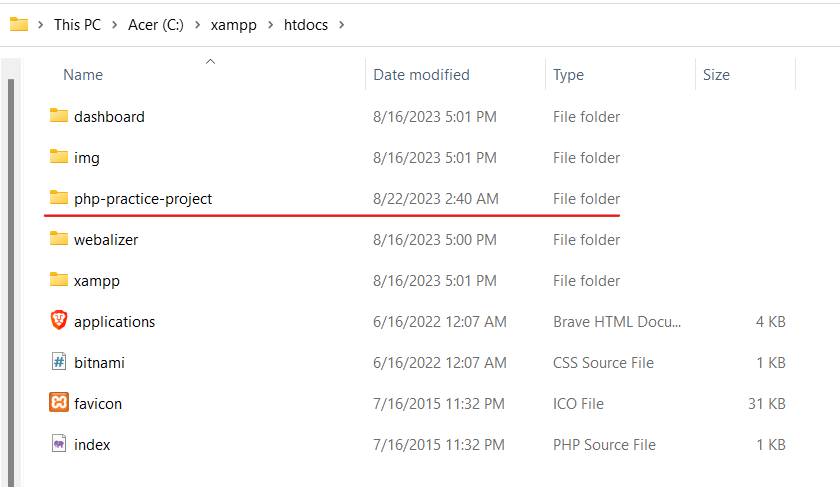 This PC > Acer (C:) > xampp > htdocs >
Name Date modified Type Size
dashboard 8/16/2023 5:01 PM File folder
img 8/16/2023 5:01 PM File folder
php-practice-project 8/22/2023 2:40 AM File folder
webalizer 8/16/2023 5:00 PM File folder
xampp 8/16/2023 5:01 PM File folder
applications 6/16/2022 12:07 AM Brave HTML Docu... 4 KB
bitnami 6/16/2022 12:07 AM CSS Source File 1 KB
favicon 7/16/2015 11:32 PM ICO File 31 KB
index 7/16/2015 11:32 PM PHP Source File 1 KB